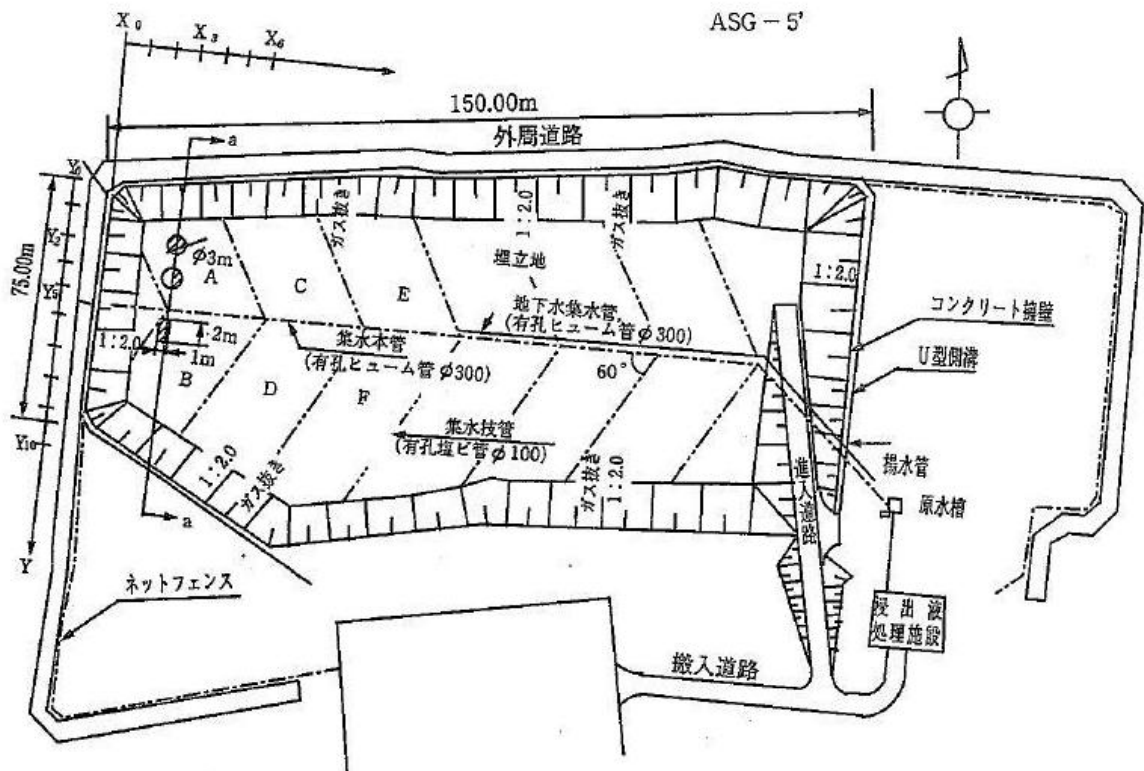 ASG-5'
X₀
X₃
X₆
150.00m
外周道路
a
Y₀
Y₂
Y₅
Y₁₀
Y
75.00m
ガス抜き
1:2.0
ガス抜き
φ3m
A
C
E
埋立地
1:2.0
地下水集水管
(有孔ヒューム管φ300)
コンクリート擁壁
U型側溝
1:2.0
2m
1m
集水本管
(有孔ヒューム管φ300)
60°
B
D
F
集水枝管
(有孔塩ビ管φ100)
1:2.0
ガス抜き
ガス抜き
1:2.0
進入道路
揚水管
原水槽
a
ネットフェンス
浸出液
処理施設
搬入道路